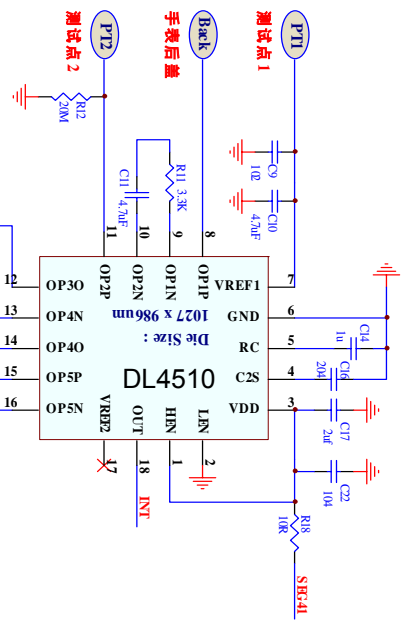 测试点 2
PT2
手表后盖
Back
测试点 1
PT1
R12
20M
C11
4.7uF
R11
3.3K
C9
102
C10
4.7uF
11
10
9
8
7
OP2P
OP2N
OP1N
OP1P
VREF1
12
OP3O
13
OP4N
14
OP4O
15
OP5P
16
OP5N
1027 x 986um
Die Size :
DL4510
GND
6
RC
5
C2S
4
VDD
3
C14
1u
C16
204
C17
2uf
C22
104
R18
10R
SEG41
VREF2
OUT
HEN
LEN
17
18
1
2
INT